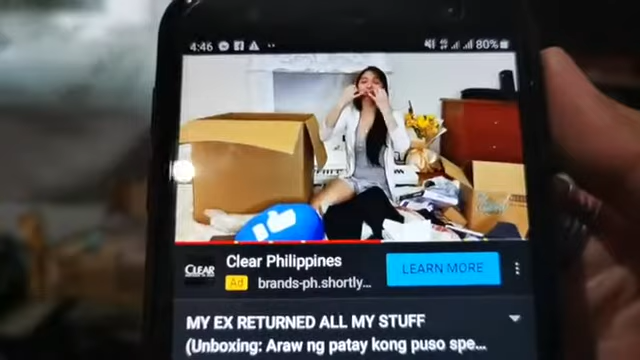 4:46
80%
Clear Philippines
CLEAR
Ad brands-ph.shortly...
LEARN MORE
MY EX RETURNED ALL MY STUFF
(Unboxing: Araw ng patay kong puso spe...